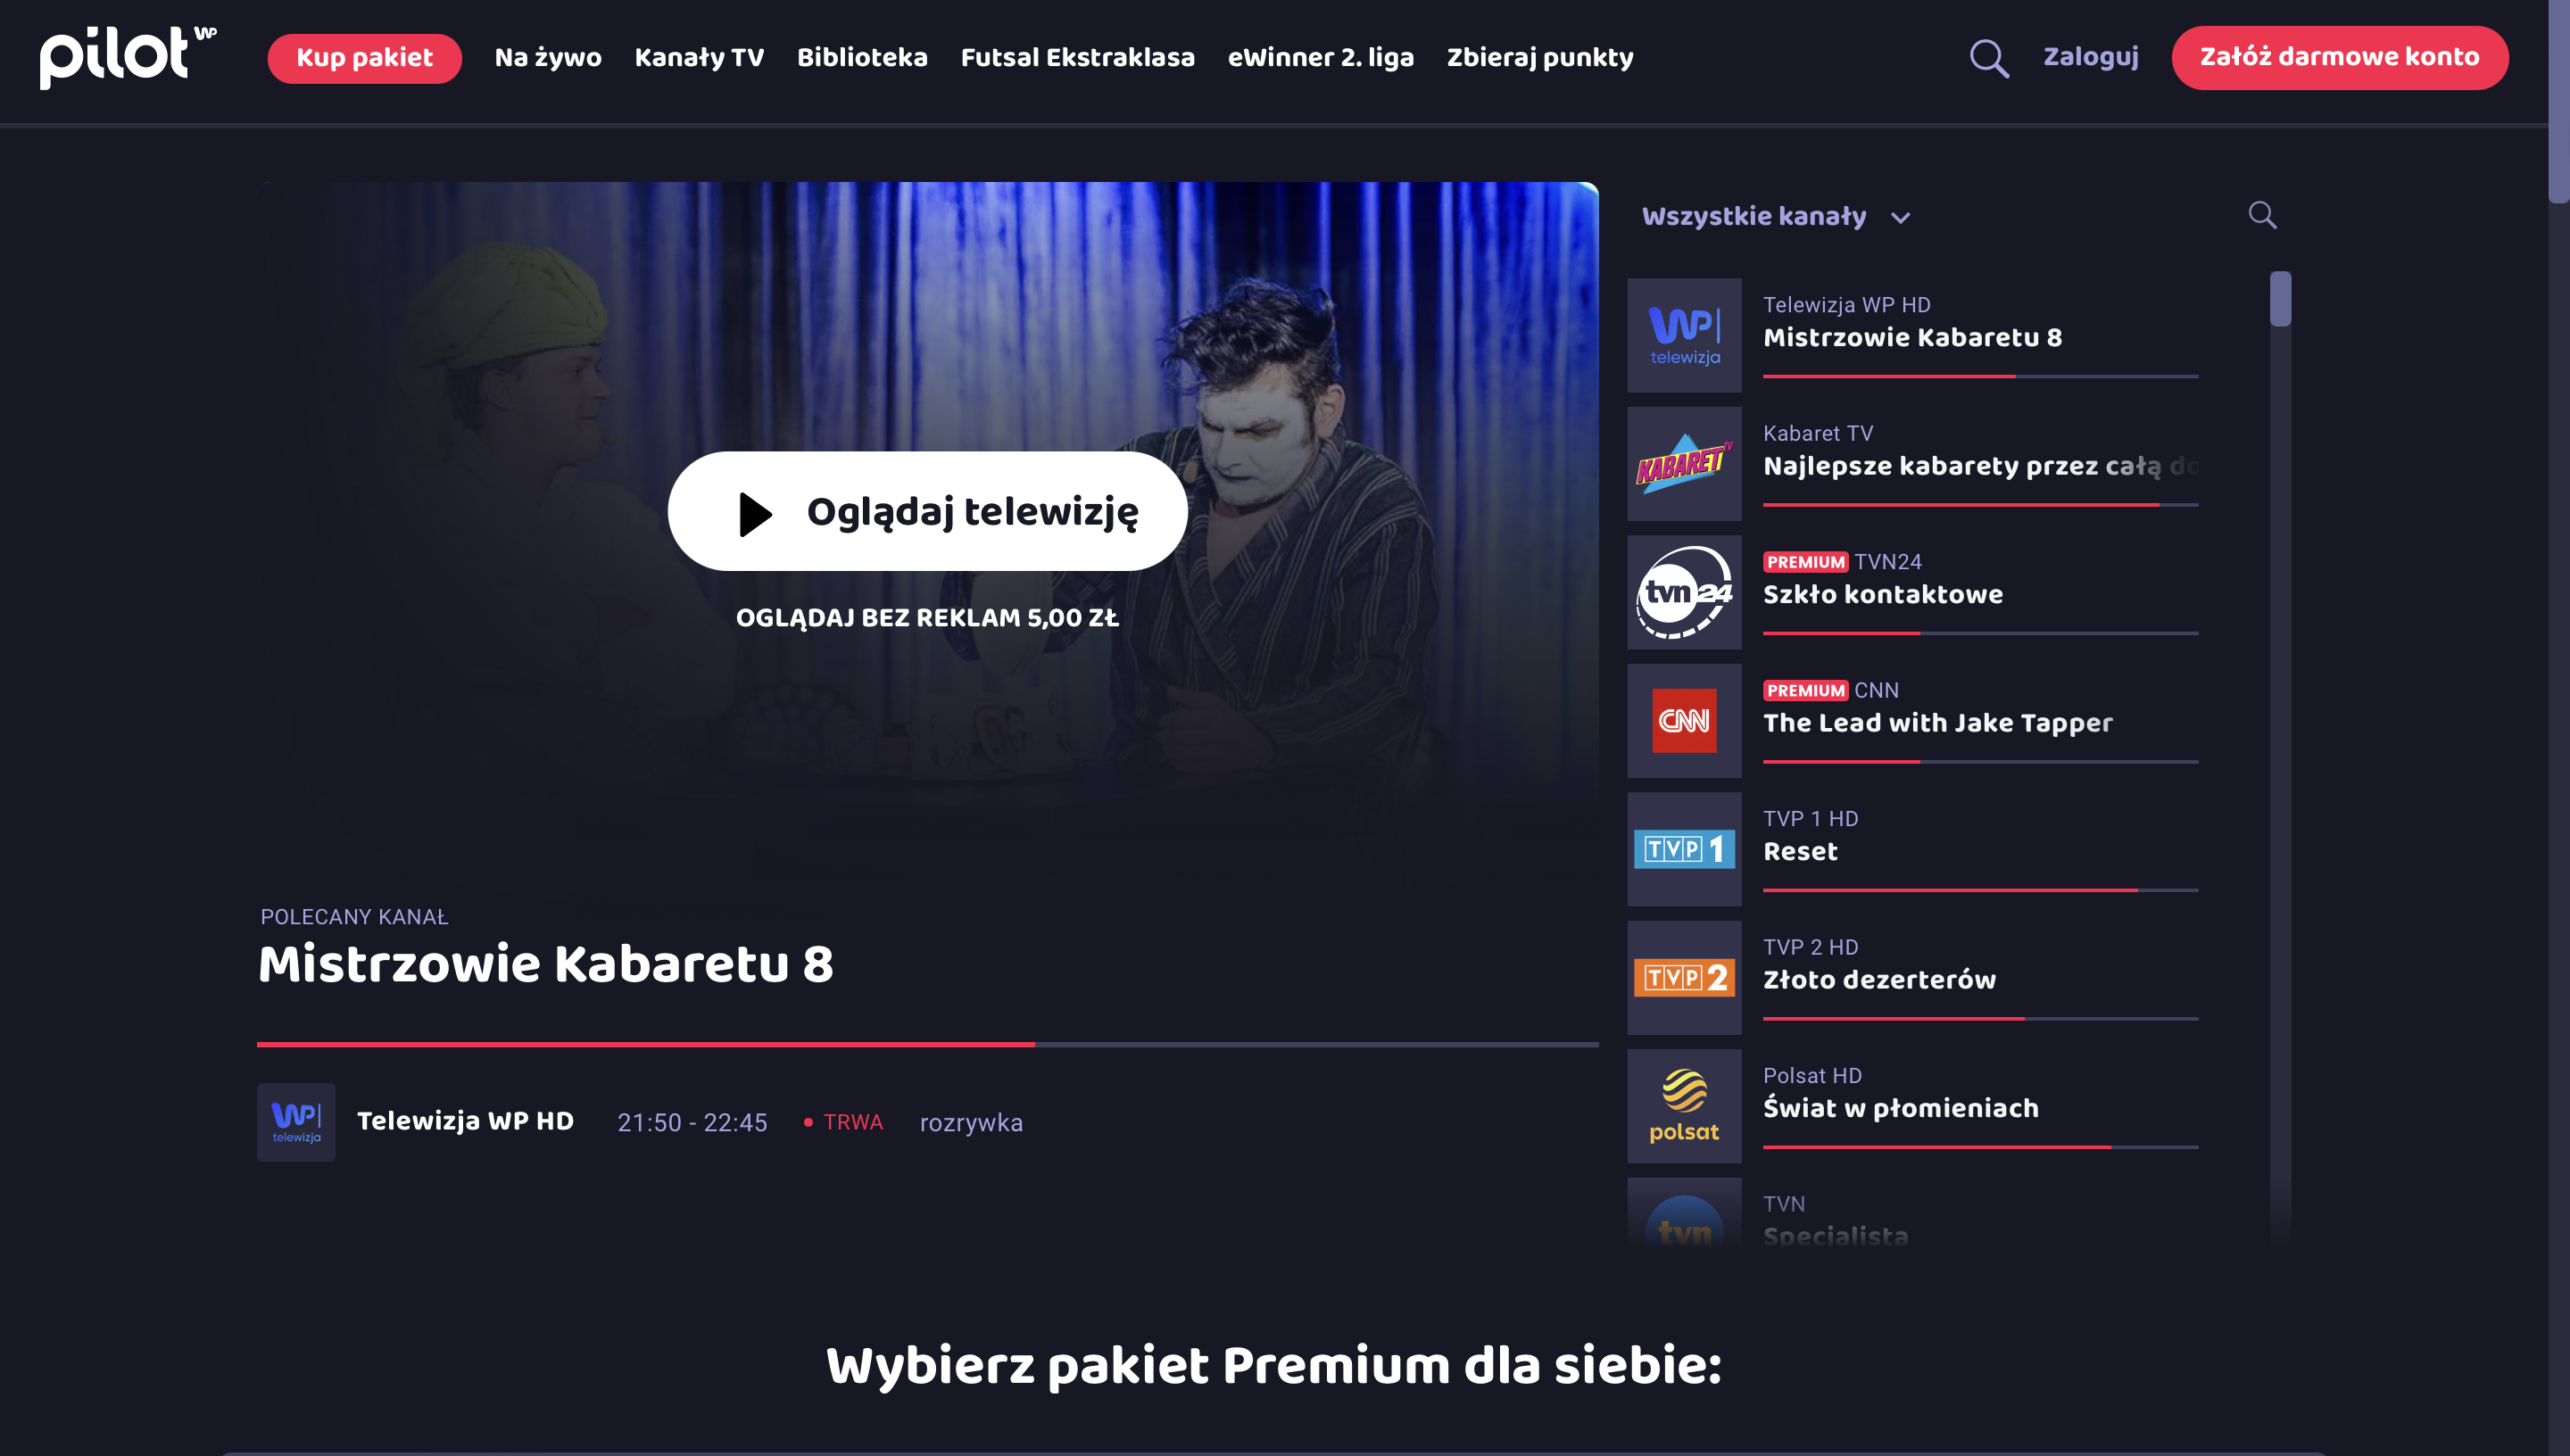 pilot WP
Kup pakiet
Na żywo
Kanały TV
Biblioteka
Futsal Ekstraklasa
eWinner 2. liga
Zbieraj punkty
Zaloguj
Załóż darmowe konto
Oglądaj telewizję
OGLĄDAJ BEZ REKLAM 5,00 ZŁ
POLECANY KANAŁ
Mistrzowie Kabaretu 8
WP telewizja
Telewizja WP HD
21:50 - 22:45
TRWA
rozrywka
Wszystkie kanały
WP telewizja
Telewizja WP HD
Mistrzowie Kabaretu 8
KABARET TV
Kabaret TV
Najlepsze kabarety przez całą do
tvn24
PREMIUM TVN24
Szkło kontaktowe
CNN
PREMIUM CNN
The Lead with Jake Tapper
TVP 1
TVP 1 HD
Reset
TVP 2
TVP 2 HD
Złoto dezerterów
polsat
Polsat HD
Świat w płomieniach
tvn
TVN
Specjalista
Wybierz pakiet Premium dla siebie: